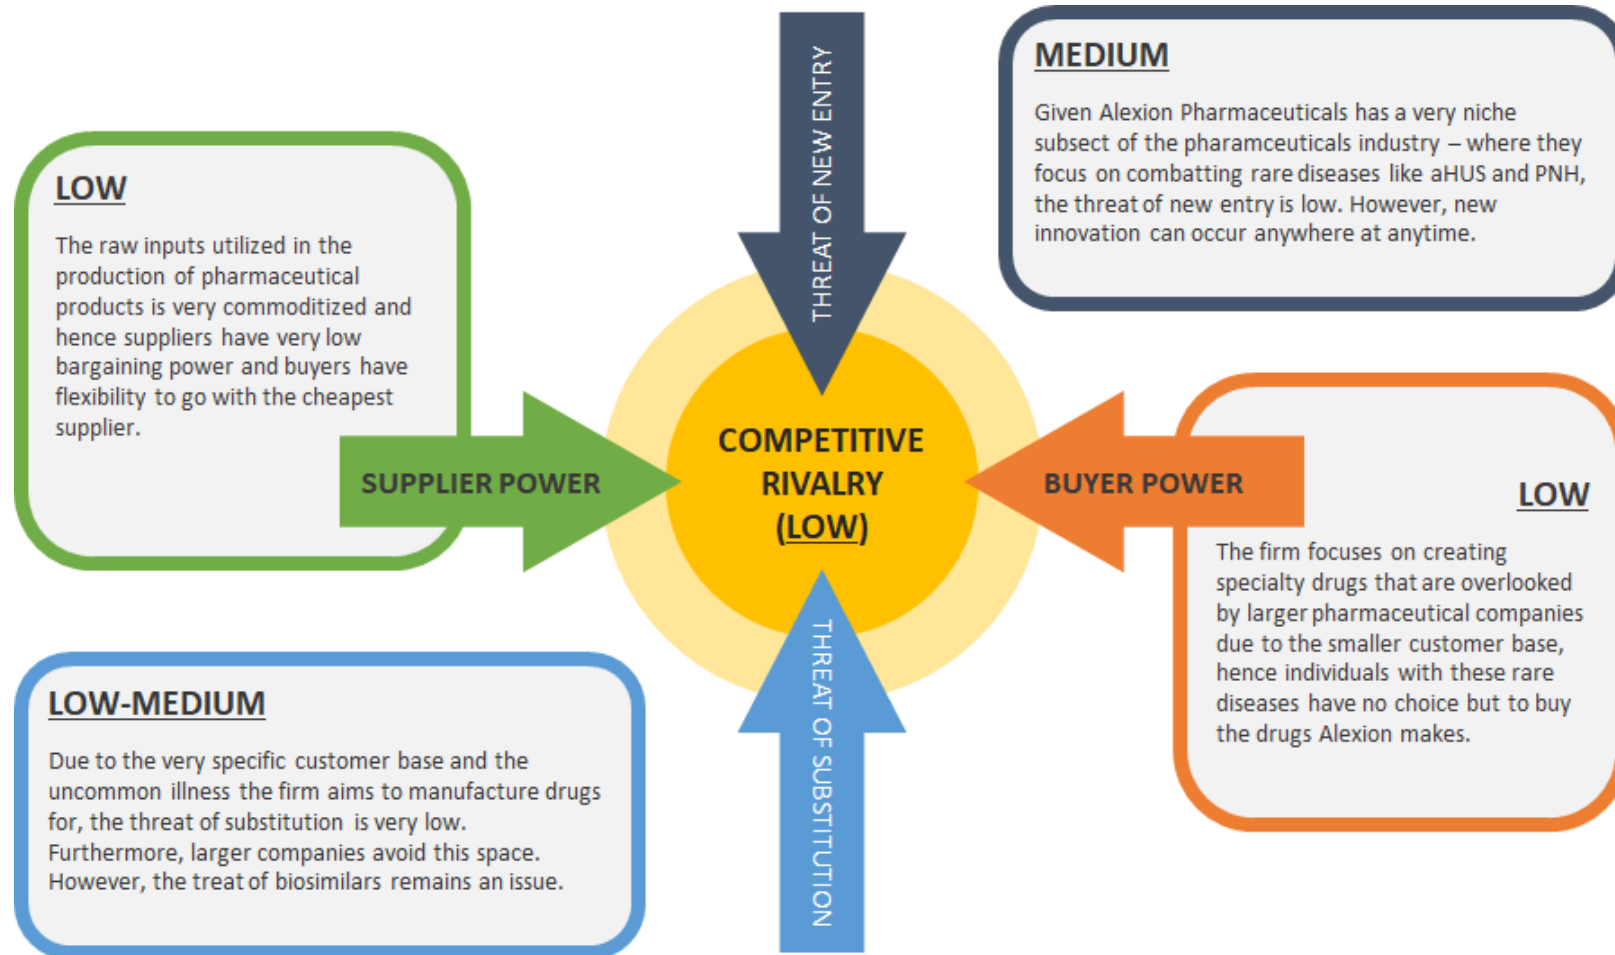 THREAT OF NEW ENTRY
MEDIUM
Given Alexion Pharmaceuticals has a very niche
subsect of the pharamceuticals industry – where they
focus on combatting rare diseases like aHUS and PNH,
the threat of new entry is low. However, new
innovation can occur anywhere at anytime.
LOW
The raw inputs utilized in the
production of pharmaceutical
products is very commoditized and
hence suppliers have very low
bargaining power and buyers have
flexibility to go with the cheapest
supplier.
SUPPLIER POWER
COMPETITIVE
RIVALRY
(LOW)
BUYER POWER
LOW
The firm focuses on creating
specialty drugs that are overlooked
by larger pharmaceutical companies
due to the smaller customer base,
hence individuals with these rare
diseases have no choice but to buy
the drugs Alexion makes.
LOW-MEDIUM
Due to the very specific customer base and the
uncommon illness the firm aims to manufacture drugs
for, the threat of substitution is very low.
Furthermore, larger companies avoid this space.
However, the treat of biosimilars remains an issue.
THREAT OF SUBSTITUTION